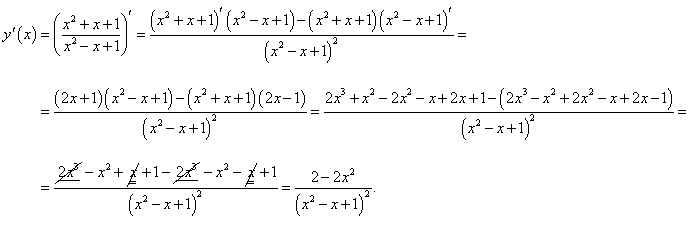 y′(x) = ((x² + x + 1)/(x² − x + 1))′ = ((x² + x + 1)′(x² − x + 1) − (x² + x + 1)(x² − x + 1)′)/(x² − x + 1)² =
= ((2x + 1)(x² − x + 1) − (x² + x + 1)(2x − 1))/(x² − x + 1)² = (2x³ + x² − 2x² − x + 2x + 1 − (2x³ − x² + 2x² − x + 2x − 1))/(x² − x + 1)² =
= (2x³ − x² + x + 1 − 2x³ − x² − x + 1)/(x² − x + 1)² = (2 − 2x²)/(x² − x + 1)².